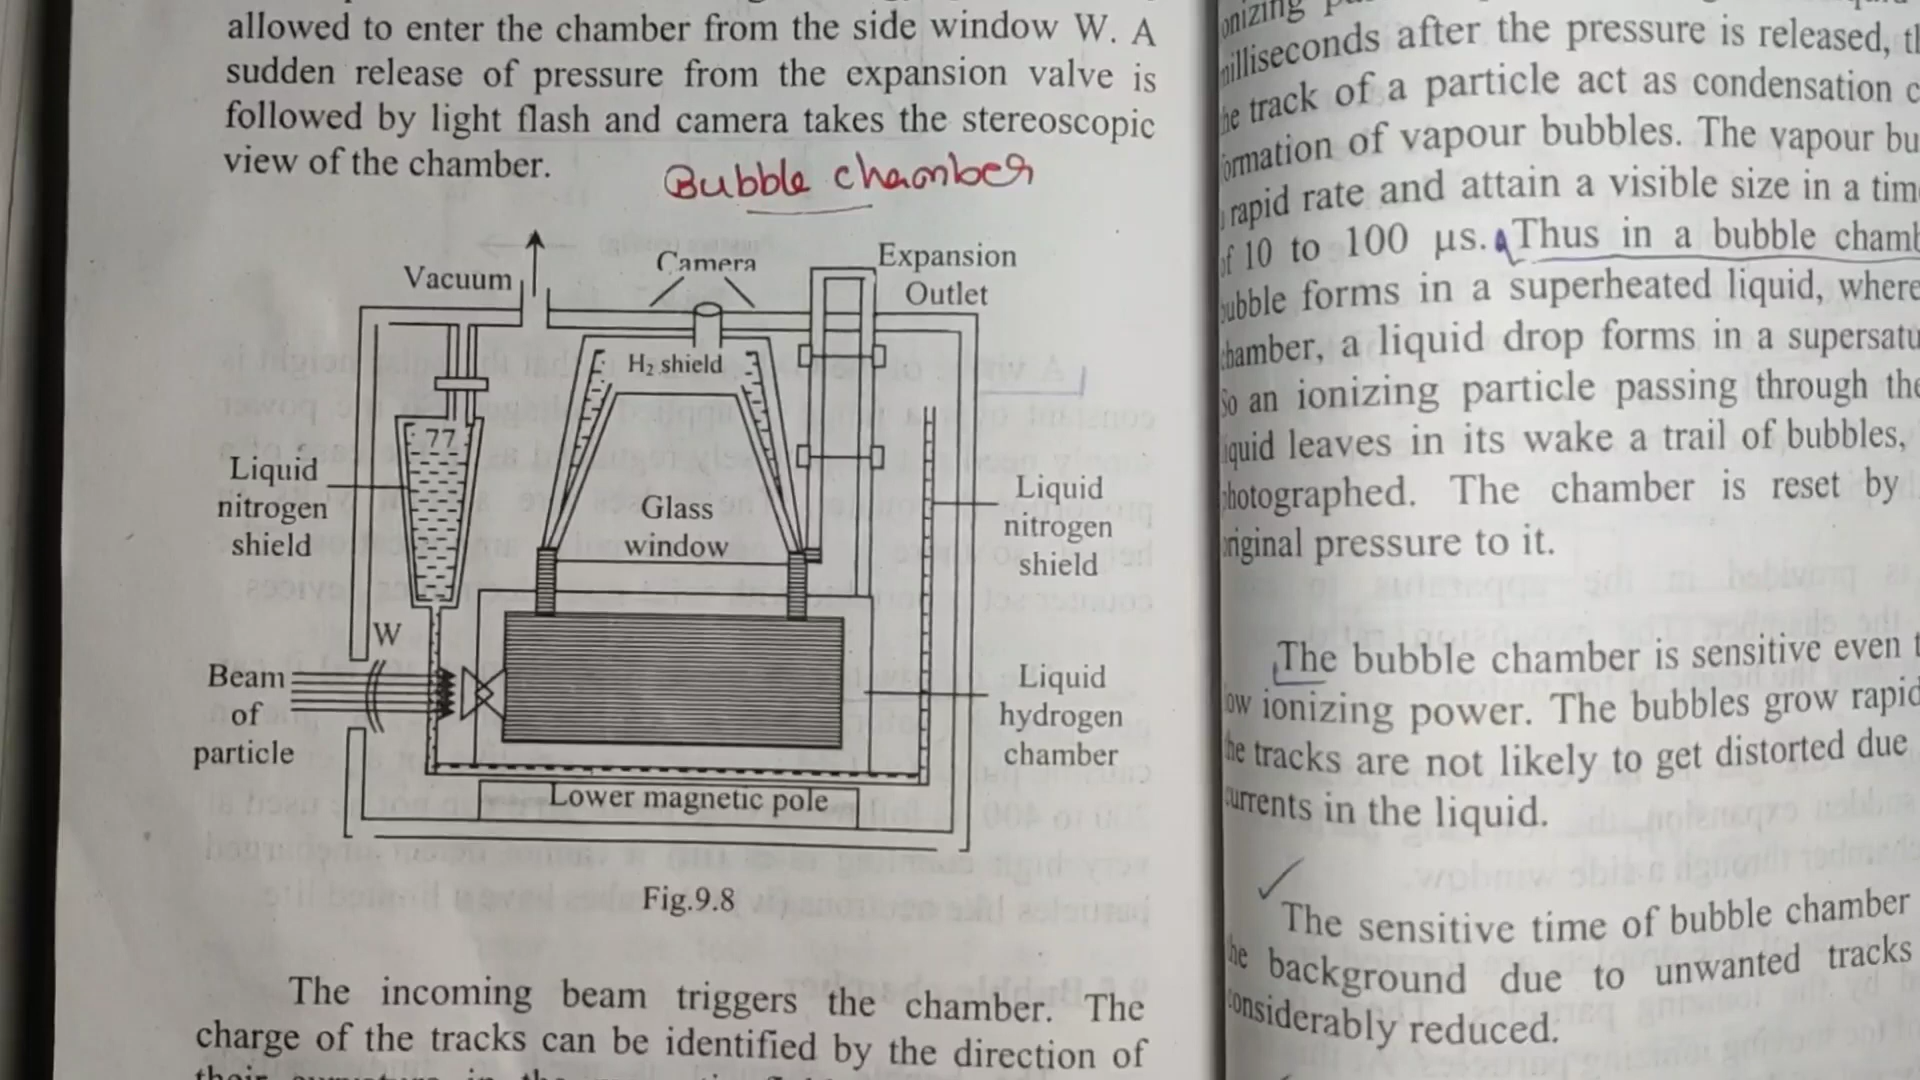 allowed to enter the chamber from the side window W. A
sudden release of pressure from the expansion valve is
followed by light flash and camera takes the stereoscopic
view of the chamber.
Bubble chamber
Vacuum
Camera
Expansion
Outlet
H₂ shield
77
Liquid
nitrogen
shield
Glass
window
Liquid
nitrogen
shield
W
Beam
of
particle
Liquid
hydrogen
chamber
Lower magnetic pole
Fig.9.8
The incoming beam triggers the chamber. The
charge of the tracks can be identified by the direction of
milliseconds after the pressure is released,
the track of a particle act as condensation
formation of vapour bubbles. The vapour
rapid rate and attain a visible size in a
of 10 to 100 µs. Thus in a bubble
bubble forms in a superheated liquid,
chamber, a liquid drop forms in a
So an ionizing particle passing through
liquid leaves in its wake a trail of bubbles,
photographed. The chamber is reset by
original pressure to it.
The bubble chamber is sensitive even
low ionizing power. The bubbles grow
the tracks are not likely to get distorted due
currents in the liquid.
The sensitive time of bubble chamber
the background due to unwanted tracks
considerably reduced.